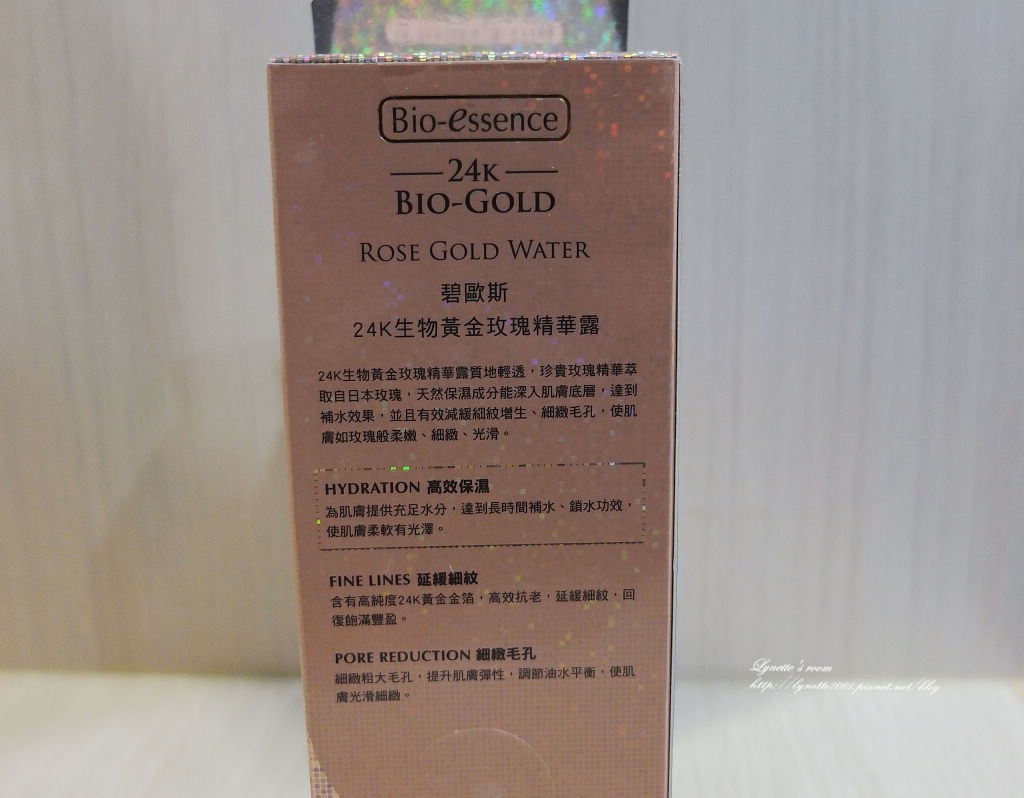 Bio-essence
24K
BIO-GOLD
ROSE GOLD WATER
碧歐斯
24K生物黃金玫瑰精華露
24K生物黃金玫瑰精華露質地輕透，珍貴玫瑰精華萃
取自日本玫瑰，天然保濕成分能深入肌膚底層，達到
補水效果，並且有效減緩細紋增生、細緻毛孔，使肌
膚如玫瑰般柔嫩、細緻、光滑。
HYDRATION 高效保濕
為肌膚提供充足水分，達到長時間補水、鎖水功效，
使肌膚柔軟有光澤。
FINE LINES 延緩細紋
含有高純度24K黃金金箔，高效抗老，延緩細紋，回
復飽滿豐盈。
PORE REDUCTION 細緻毛孔
細緻粗大毛孔，提升肌膚彈性，調節油水平衡，使肌
膚光滑細緻。
Lynette's room
http://lynette1001.pixnet.net/blog